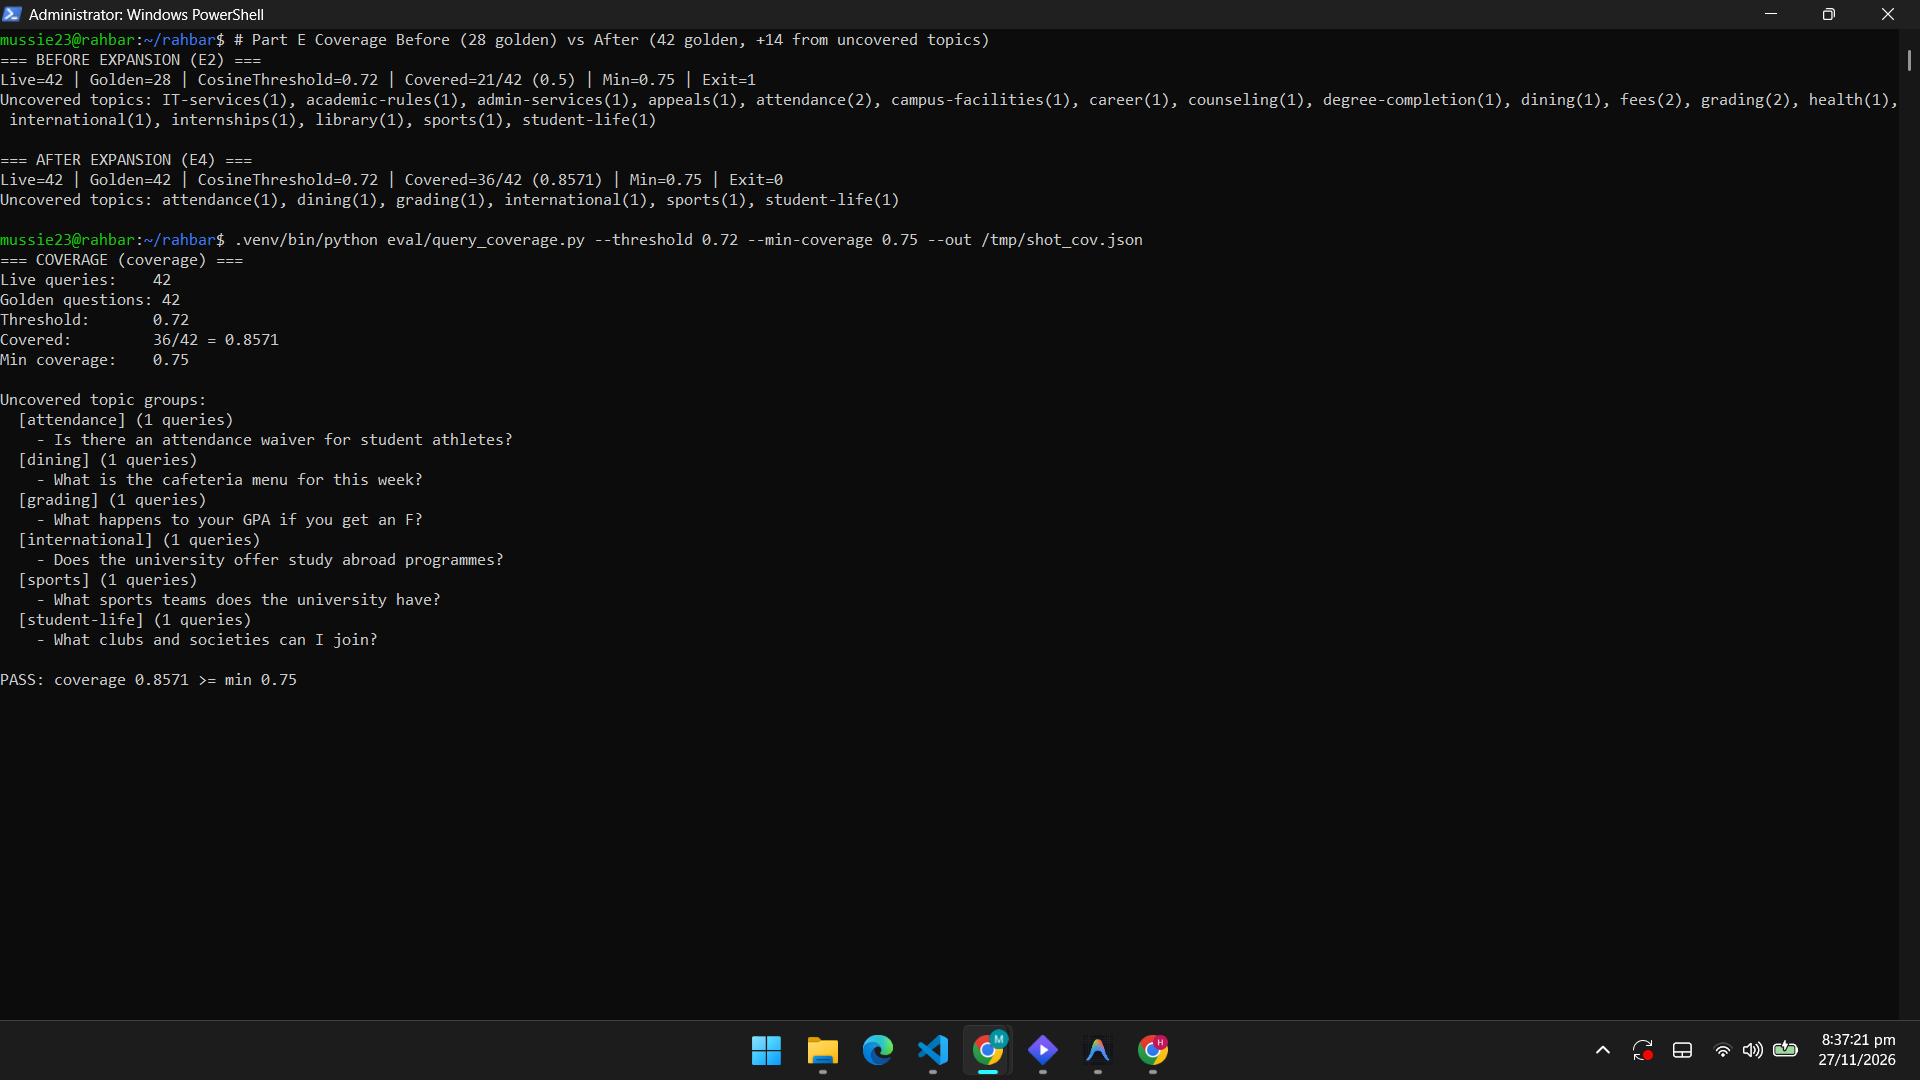 Administrator: Windows PowerShell
mussie23@rahbar:~/rahbar$ # Part E Coverage Before (28 golden) vs After (42 golden, +14 from uncovered topics)
=== BEFORE EXPANSION (E2) ===
Live=42 | Golden=28 | CosineThreshold=0.72 | Covered=21/42 (0.5) | Min=0.75 | Exit=1
Uncovered topics: IT-services(1), academic-rules(1), admin-services(1), appeals(1), attendance(2), campus-facilities(1), career(1), counseling(1), degree-completion(1), dining(1), fees(2), grading(2), health(1),
international(1), internships(1), library(1), sports(1), student-life(1)
=== AFTER EXPANSION (E4) ===
Live=42 | Golden=42 | CosineThreshold=0.72 | Covered=36/42 (0.8571) | Min=0.75 | Exit=0
Uncovered topics: attendance(1), dining(1), grading(1), international(1), sports(1), student-life(1)
mussie23@rahbar:~/rahbar$ .venv/bin/python eval/query_coverage.py --threshold 0.72 --min-coverage 0.75 --out /tmp/shot_cov.json
=== COVERAGE (coverage) ===
Live queries:    42
Golden questions: 42
Threshold:       0.72
Covered:         36/42 = 0.8571
Min coverage:    0.75
Uncovered topic groups:
[attendance] (1 queries)
- Is there an attendance waiver for student athletes?
[dining] (1 queries)
- What is the cafeteria menu for this week?
[grading] (1 queries)
- What happens to your GPA if you get an F?
[international] (1 queries)
- Does the university offer study abroad programmes?
[sports] (1 queries)
- What sports teams does the university have?
[student-life] (1 queries)
- What clubs and societies can I join?
PASS: coverage 0.8571 >= min 0.75
M
H
8:37:21 pm
27/11/2026